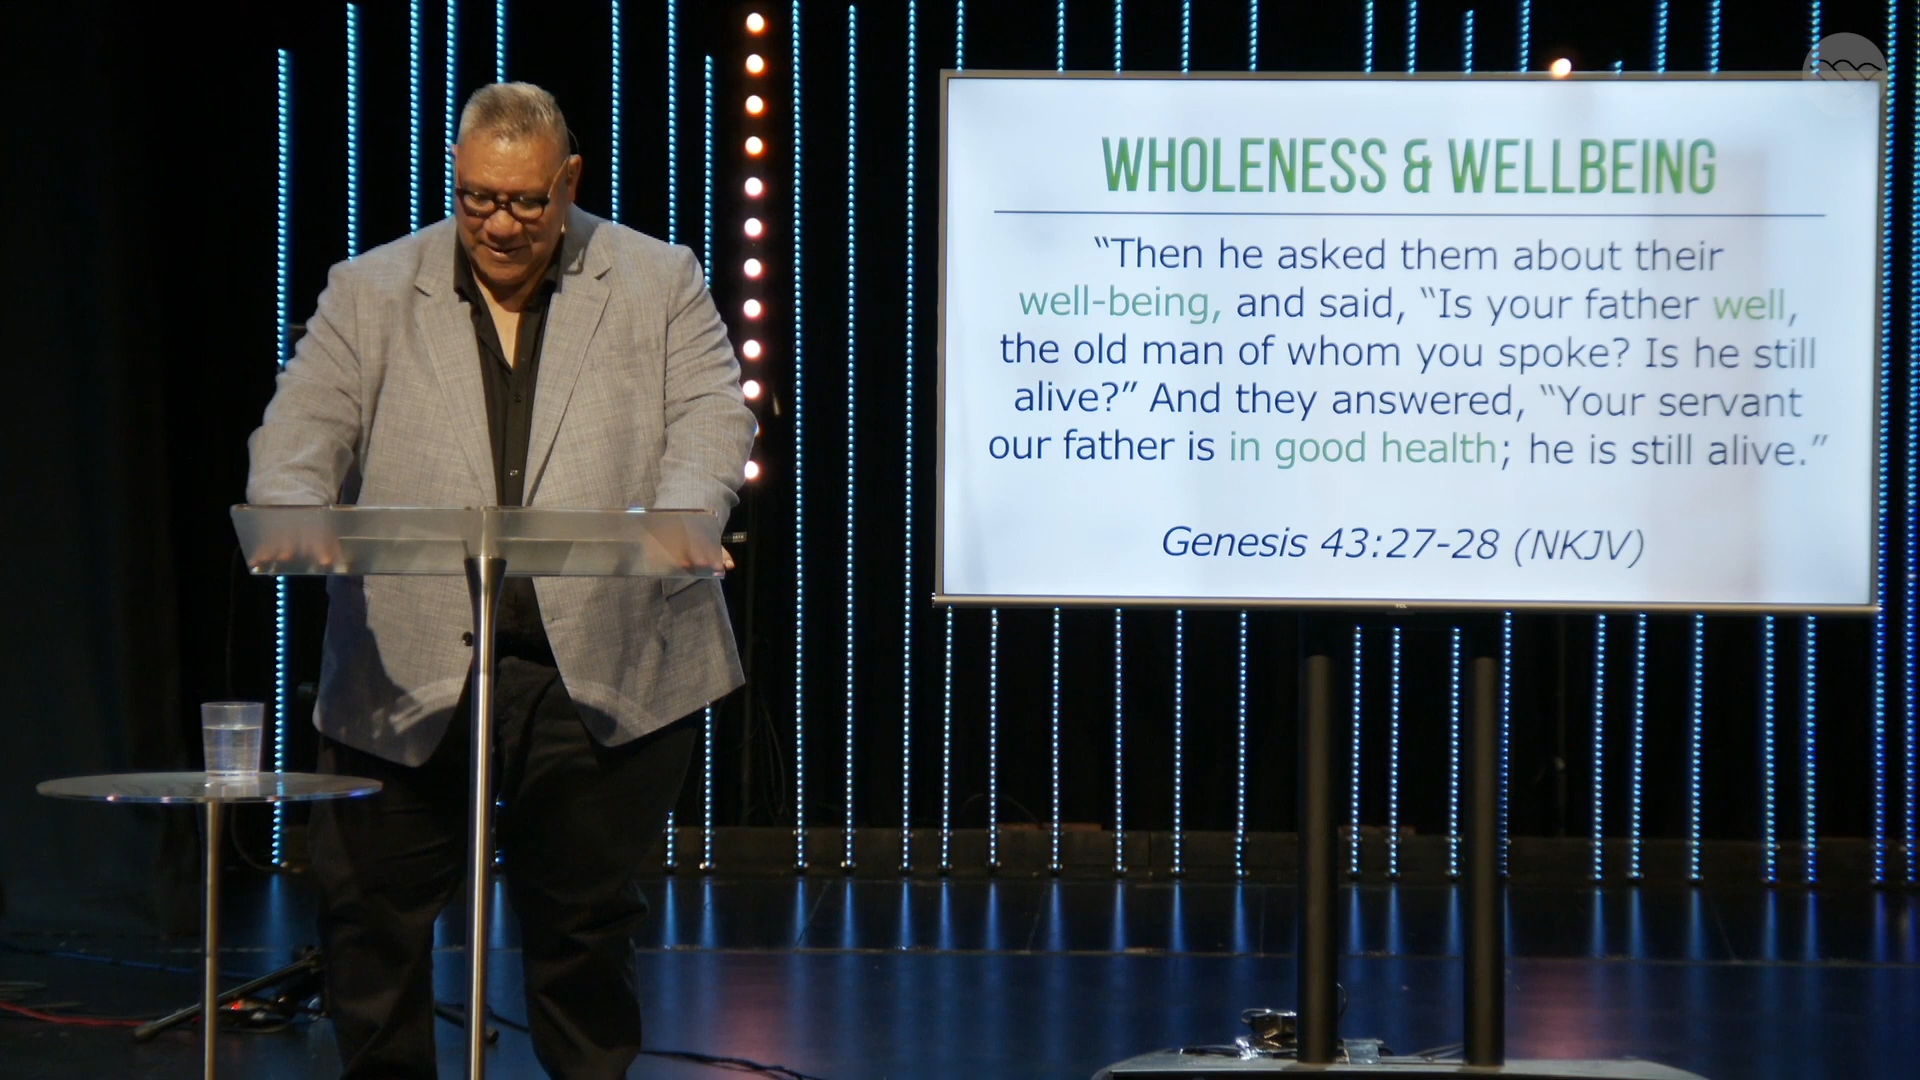 WHOLENESS & WELLBEING
“Then he asked them about their
well-being, and said, “Is your father well,
the old man of whom you spoke? Is he still
alive?” And they answered, “Your servant
our father is in good health; he is still alive.”
Genesis 43:27-28 (NKJV)